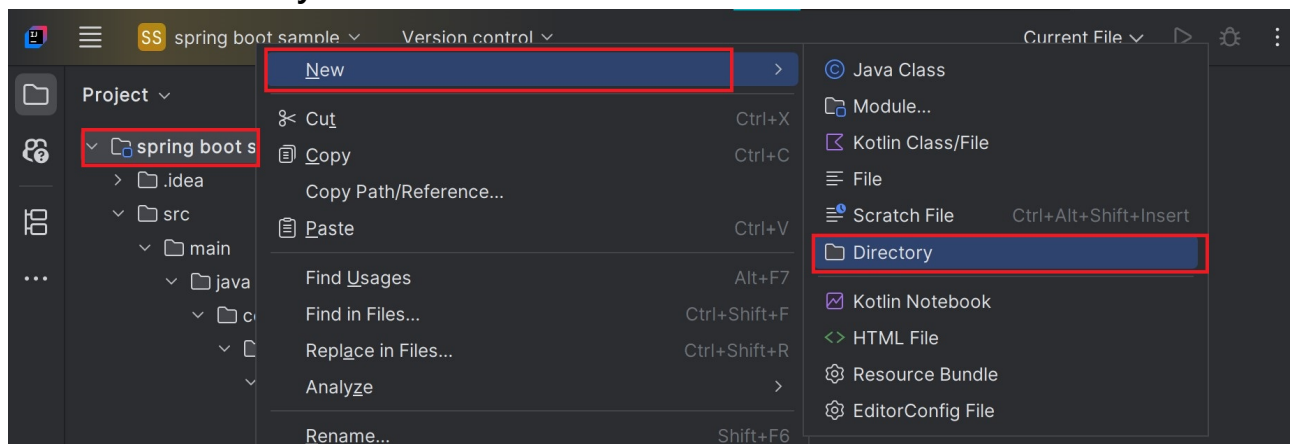 SS spring boot sample Version control Current File
Project
spring boot s
.idea
src
main
java
New
Cut Ctrl+X
Copy Ctrl+C
Copy Path/Reference...
Paste Ctrl+V
Find Usages Alt+F7
Find in Files... Ctrl+Shift+F
Replace in Files... Ctrl+Shift+R
Analyze
Rename... Shift+F6
Java Class
Module...
Kotlin Class/File
File
Scratch File Ctrl+Alt+Shift+Insert
Directory
Kotlin Notebook
HTML File
Resource Bundle
EditorConfig File